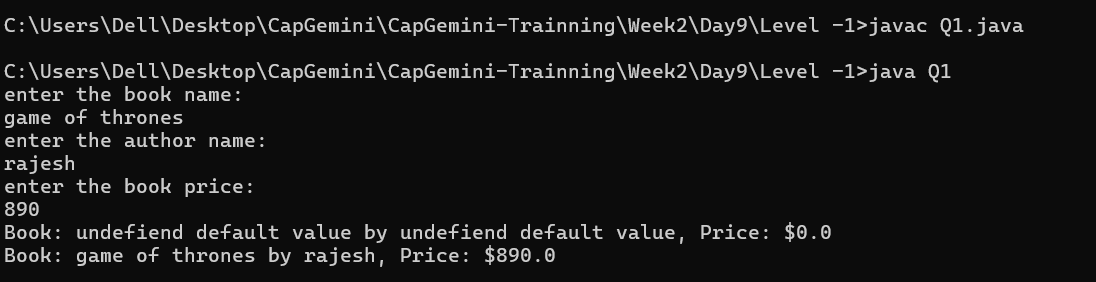 C:\Users\Dell\Desktop\CapGemini\CapGemini-Trainning\Week2\Day9\Level -1>javac Q1.java
C:\Users\Dell\Desktop\CapGemini\CapGemini-Trainning\Week2\Day9\Level -1>java Q1
enter the book name:
game of thrones
enter the author name:
rajesh
enter the book price:
890
Book: undefiend default value by undefiend default value, Price: $0.0
Book: game of thrones by rajesh, Price: $890.0